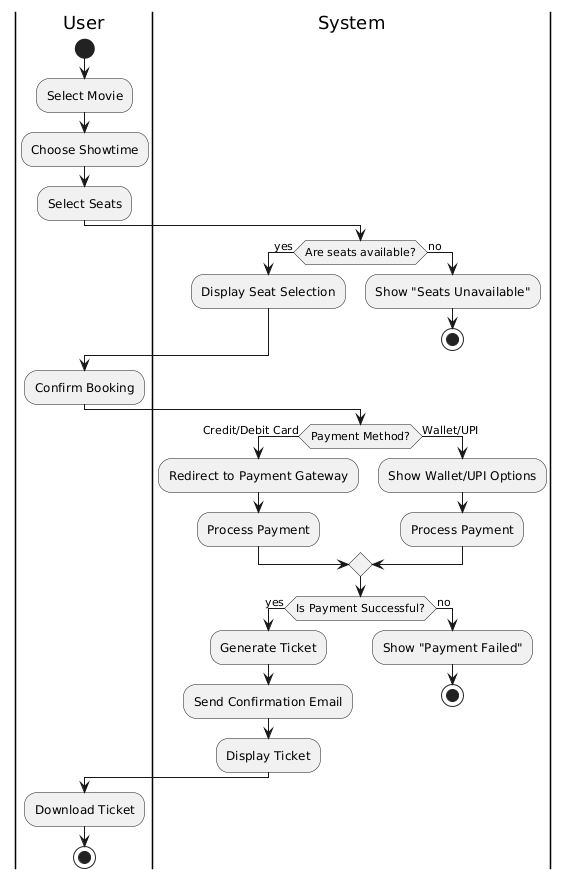 User
System
Select Movie
Choose Showtime
Select Seats
yes
Are seats available?
no
Display Seat Selection
Show "Seats Unavailable"
Confirm Booking
Credit/Debit Card
Payment Method?
Wallet/UPI
Redirect to Payment Gateway
Show Wallet/UPI Options
Process Payment
Process Payment
yes
Is Payment Successful?
no
Generate Ticket
Show "Payment Failed"
Send Confirmation Email
Display Ticket
Download Ticket